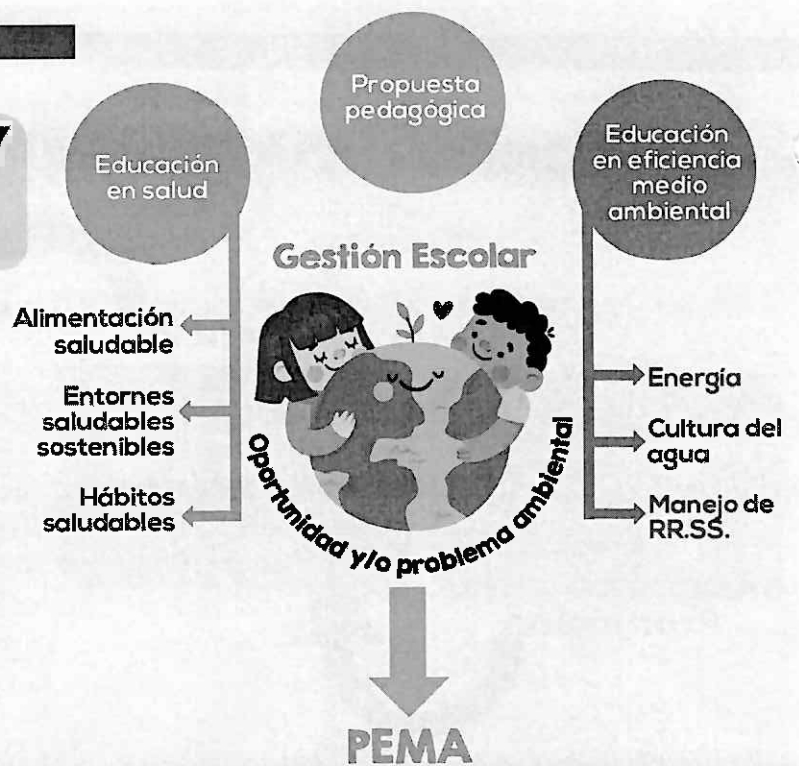 Propuesta
pedagógica
Educación
en salud
Educación
en eficiencia
medio
ambiental
Gestión Escolar
Alimentación
saludable
Entornes
saludables
sostenibles
Hábitos
saludables
Energía
Cultura del
agua
Manejo de
RR.SS.
Oportunidad y/o problema ambiental
PEMA